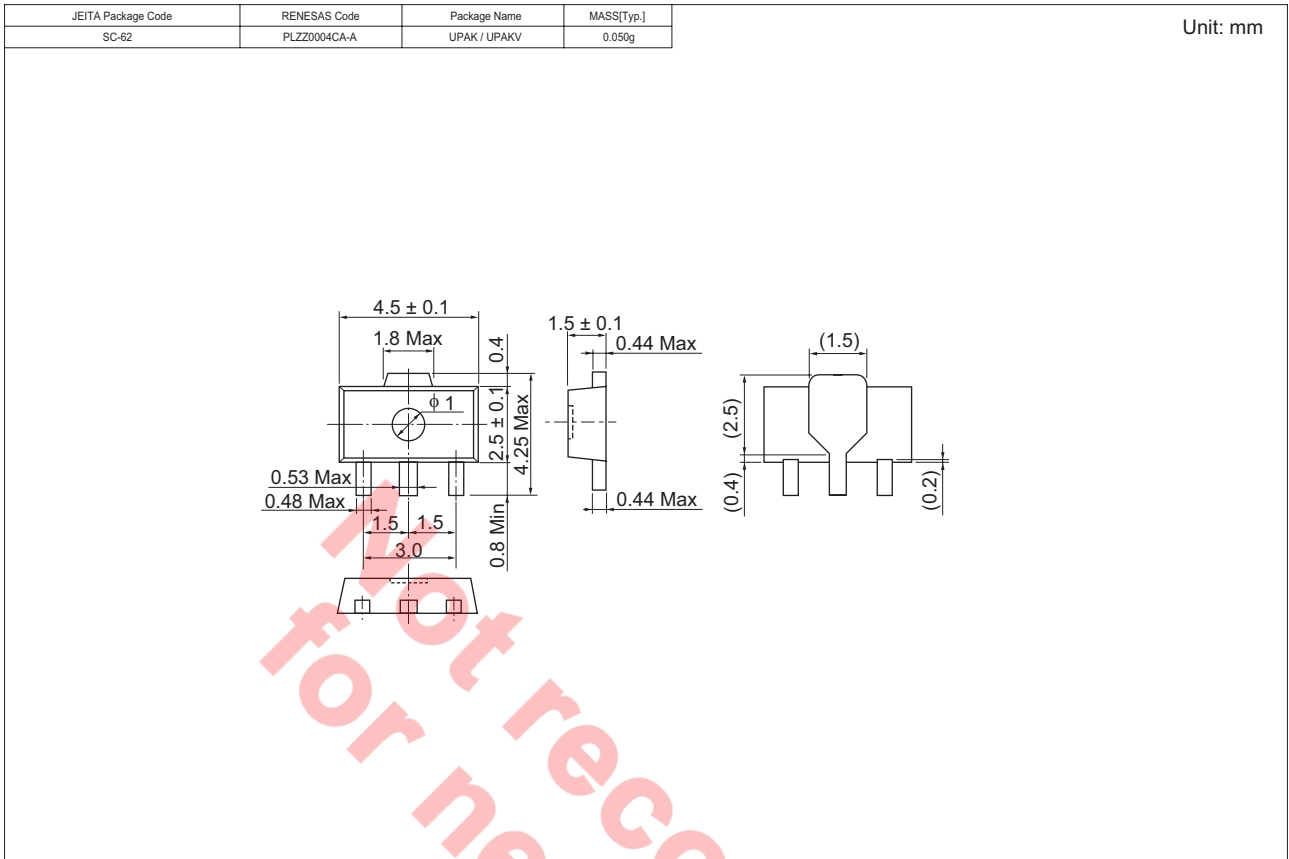 JEITA Package Code RENESAS Code Package Name MASS[Typ.]
SC-62 PLZZ0004CA-A UPAK / UPAKV 0.050g
Unit: mm
4.5 ± 0.1
1.8 Max
0.4
ϕ 1
2.5 ± 0.1
4.25 Max
0.53 Max
0.48 Max
1.5 1.5
3.0
0.8 Min
1.5 ± 0.1
0.44 Max
0.44 Max
(1.5)
(2.5)
(0.4)
(0.2)
Not reco
for ne